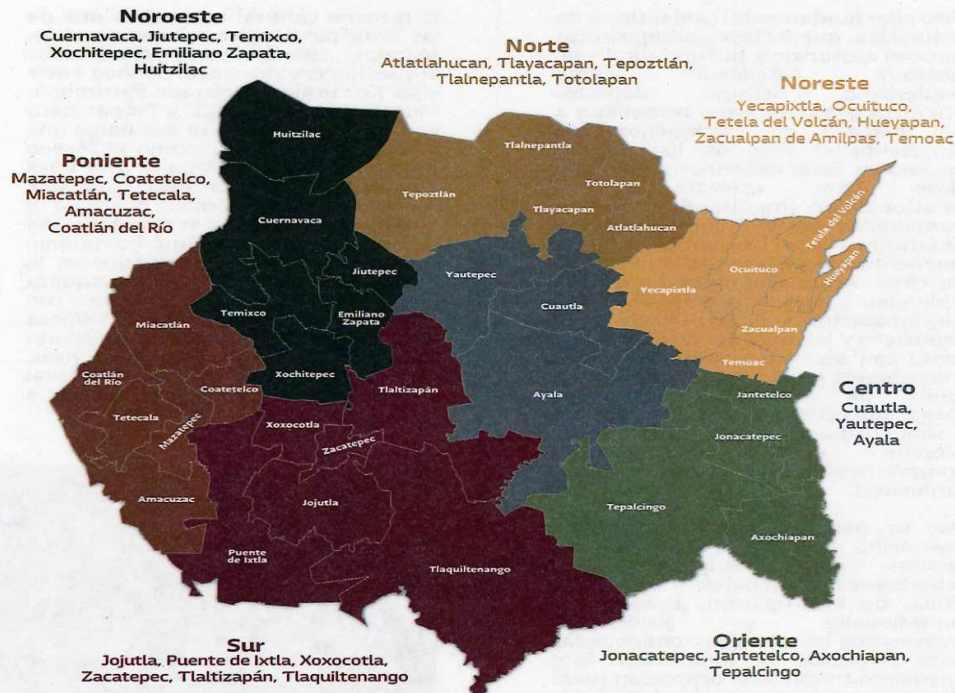 Noroeste
Cuernavaca, Jiutepec, Temixco,
Xochitepec, Emiliano Zapata,
Huitzilac
Norte
Atlatlahucan, Tlayacapan, Tepoztlán,
Tlalnepantla, Totolapan
Noreste
Yecapixtla, Ocuituco,
Tetela del Volcán, Hueyapan,
Zacualpan de Amilpas, Temoac
Poniente
Mazatepec, Coatetelco,
Miacatlán, Tetecala,
Amacuzac,
Coatlán del Río
Huitzilac
Tlalnepantla
Tepoztlán
Totolapan
Tlayacapan
Atlatlahucan
Cuernavaca
Tetela del Volcán
Hueyapan
Jiutepec
Yautepec
Ocuituco
Yecapixtla
Cuautla
Temixco
Emiliano
Zapata
Miacatlán
Zacualpan
Temoac
Xochitepec
Coatlán
del Río
Coatetelco
Tlaltizapán
Ayala
Jantetelco
Tetecala
Mazatepec
Xoxocotla
Zacatepec
Jonacatepec
Amacuzac
Jojutla
Tepalcingo
Axochiapan
Puente
de Ixtla
Tlaquiltenango
Centro
Cuautla,
Yautepec,
Ayala
Sur
Jojutla, Puente de Ixtla, Xoxocotla,
Zacatepec, Tlaltizapán, Tlaquiltenango
Oriente
Jonacatepec, Jantetelco, Axochiapan,
Tepalcingo